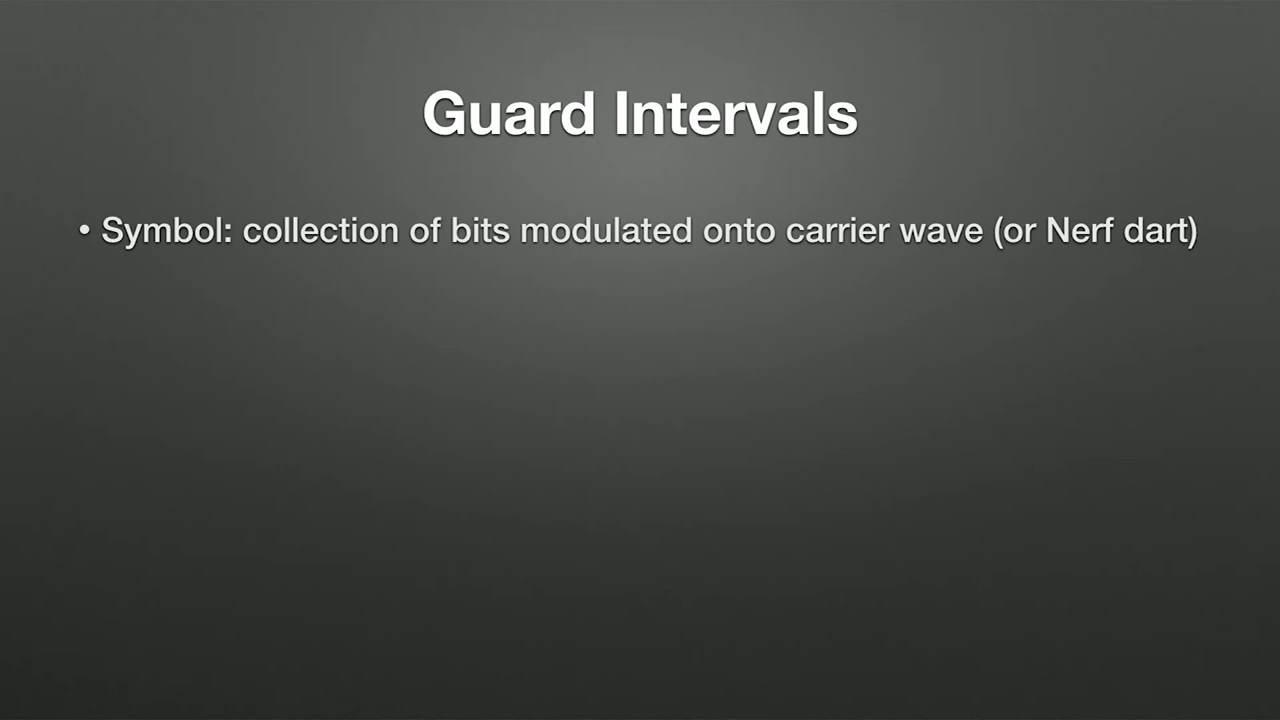 Guard Intervals
• Symbol: collection of bits modulated onto carrier wave (or Nerf dart)